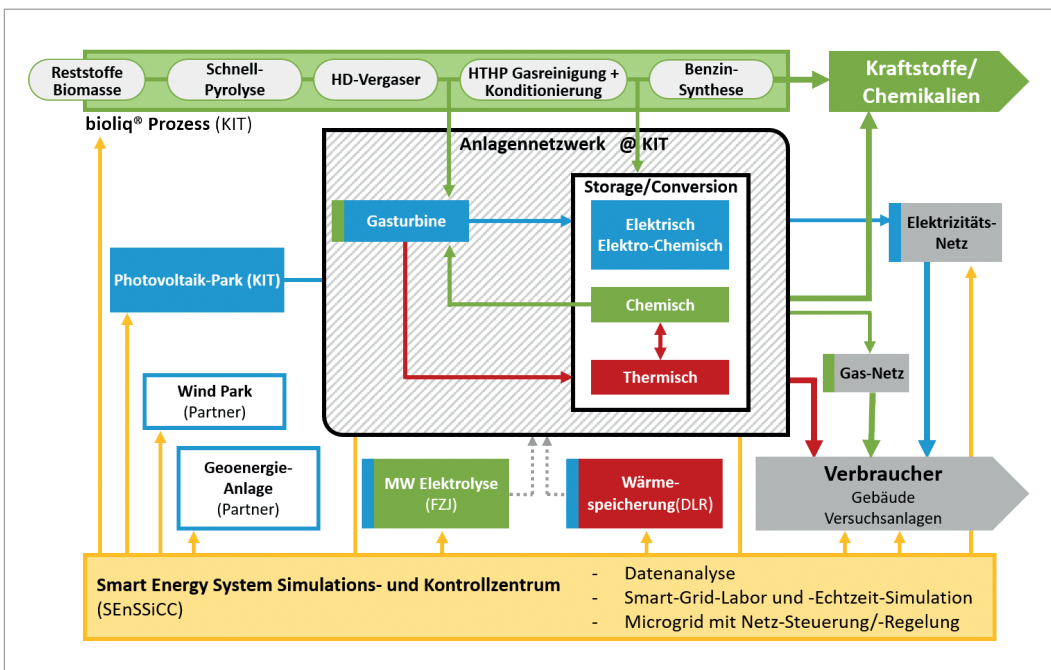 Reststoffe
Biomasse
Schnell-
Pyrolyse
HD-Vergaser
HTHP Gasreinigung +
Konditionierung
Benzin-
Synthese
Kraftstoffe/
Chemikalien
bioliq® Prozess (KIT)
Anlagennetzwerk @ KIT
Storage/Conversion
Gasturbine
Elektrisch
Elektro-Chemisch
Elektrizitäts-
Netz
Photovoltaik-Park (KIT)
Chemisch
Thermisch
Gas-Netz
Wind Park
(Partner)
Geoenergie-
Anlage
(Partner)
MW Elektrolyse
(FZJ)
Wärme-
speicherung(DLR)
Verbraucher
Gebäude
Versuchsanlagen
Smart Energy System Simulations- und Kontrollzentrum
(SEnSSiCC)
- Datenanalyse
- Smart-Grid-Labor und -Echtzeit-Simulation
- Microgrid mit Netz-Steuerung/-Regelung